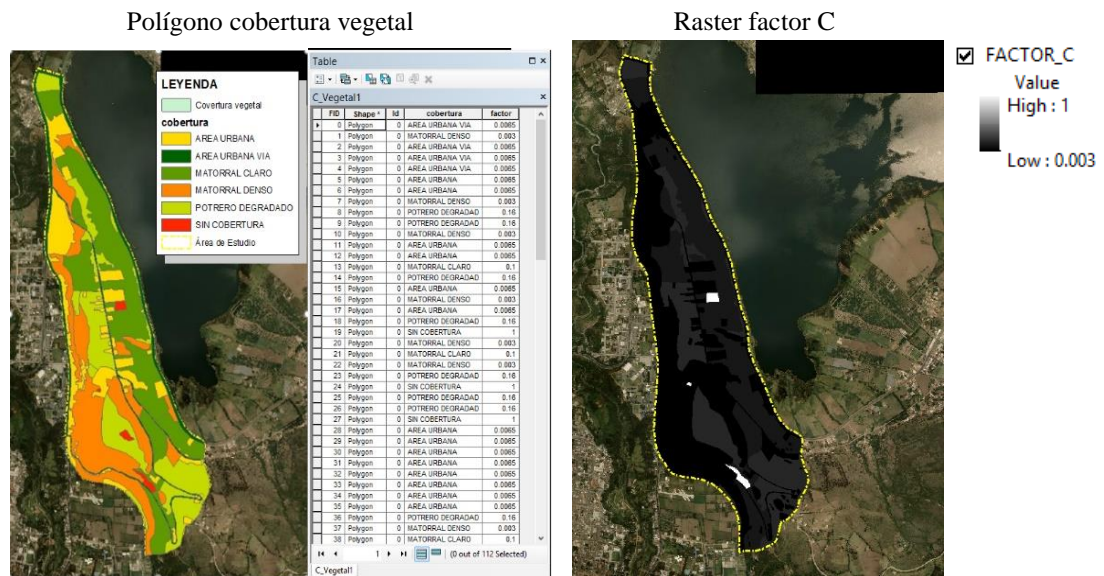 Polígono cobertura vegetal
Raster factor C
LEYENDA
Covertura vegetal
cobertura
AREA URBANA
AREA URBANA VIA
MATORRAL CLARO
MATORRAL DENSO
POTRERO DEGRADADO
SIN COBERTURA
Área de Estudio
Table
C_Vegetal1
FID Shape * Id cobertura factor
0 Polygon 0 AREA URBANA VIA 0.0065
1 Polygon 0 MATORRAL DENSO 0.003
2 Polygon 0 AREA URBANA VIA 0.0065
3 Polygon 0 AREA URBANA VIA 0.0065
4 Polygon 0 AREA URBANA VIA 0.0065
5 Polygon 0 AREA URBANA 0.0065
6 Polygon 0 AREA URBANA 0.0065
7 Polygon 0 MATORRAL DENSO 0.003
8 Polygon 0 POTRERO DEGRADAD 0.16
9 Polygon 0 POTRERO DEGRADAD 0.16
10 Polygon 0 MATORRAL DENSO 0.003
11 Polygon 0 AREA URBANA 0.0065
12 Polygon 0 AREA URBANA 0.0065
13 Polygon 0 MATORRAL CLARO 0.1
14 Polygon 0 POTRERO DEGRADAD 0.16
15 Polygon 0 AREA URBANA 0.0065
16 Polygon 0 MATORRAL DENSO 0.003
17 Polygon 0 AREA URBANA 0.0065
18 Polygon 0 POTRERO DEGRADAD 0.16
19 Polygon 0 SIN COBERTURA 1
20 Polygon 0 MATORRAL DENSO 0.003
21 Polygon 0 MATORRAL CLARO 0.1
22 Polygon 0 MATORRAL DENSO 0.003
23 Polygon 0 POTRERO DEGRADAD 0.16
24 Polygon 0 SIN COBERTURA 1
25 Polygon 0 POTRERO DEGRADAD 0.16
26 Polygon 0 POTRERO DEGRADAD 0.16
27 Polygon 0 SIN COBERTURA 1
28 Polygon 0 AREA URBANA 0.0065
29 Polygon 0 AREA URBANA 0.0065
30 Polygon 0 AREA URBANA 0.0065
31 Polygon 0 AREA URBANA 0.0065
32 Polygon 0 AREA URBANA 0.0065
33 Polygon 0 AREA URBANA 0.0065
34 Polygon 0 AREA URBANA 0.0065
35 Polygon 0 AREA URBANA 0.0065
36 Polygon 0 POTRERO DEGRADAD 0.16
37 Polygon 0 MATORRAL DENSO 0.003
38 Polygon 0 MATORRAL CLARO 0.1
1 (0 out of 112 Selected)
C_Vegetal1
FACTOR_C
Value
High : 1
Low : 0.003